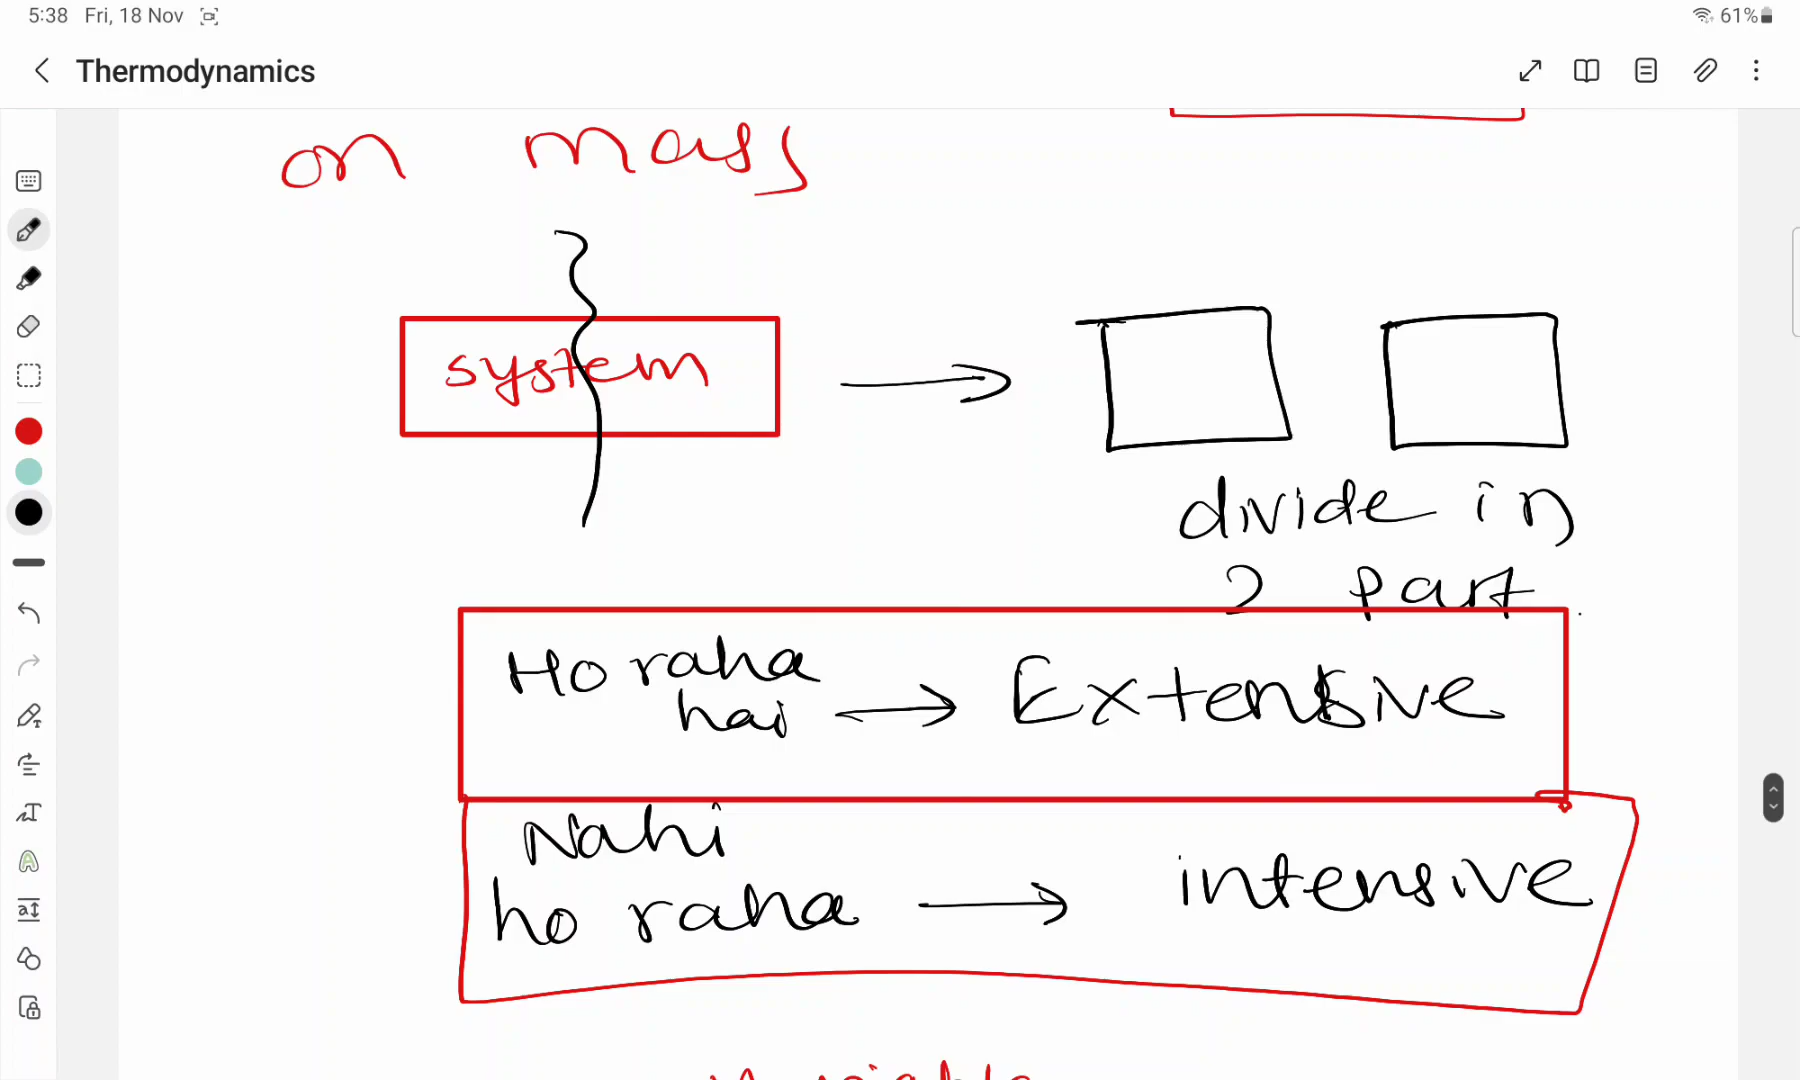 5:38 Fri, 18 Nov 61%
Thermodynamics
on mass
system
divide in
2 part
Ho raha
hai → Extensive
Nahi
ho raha → intensive